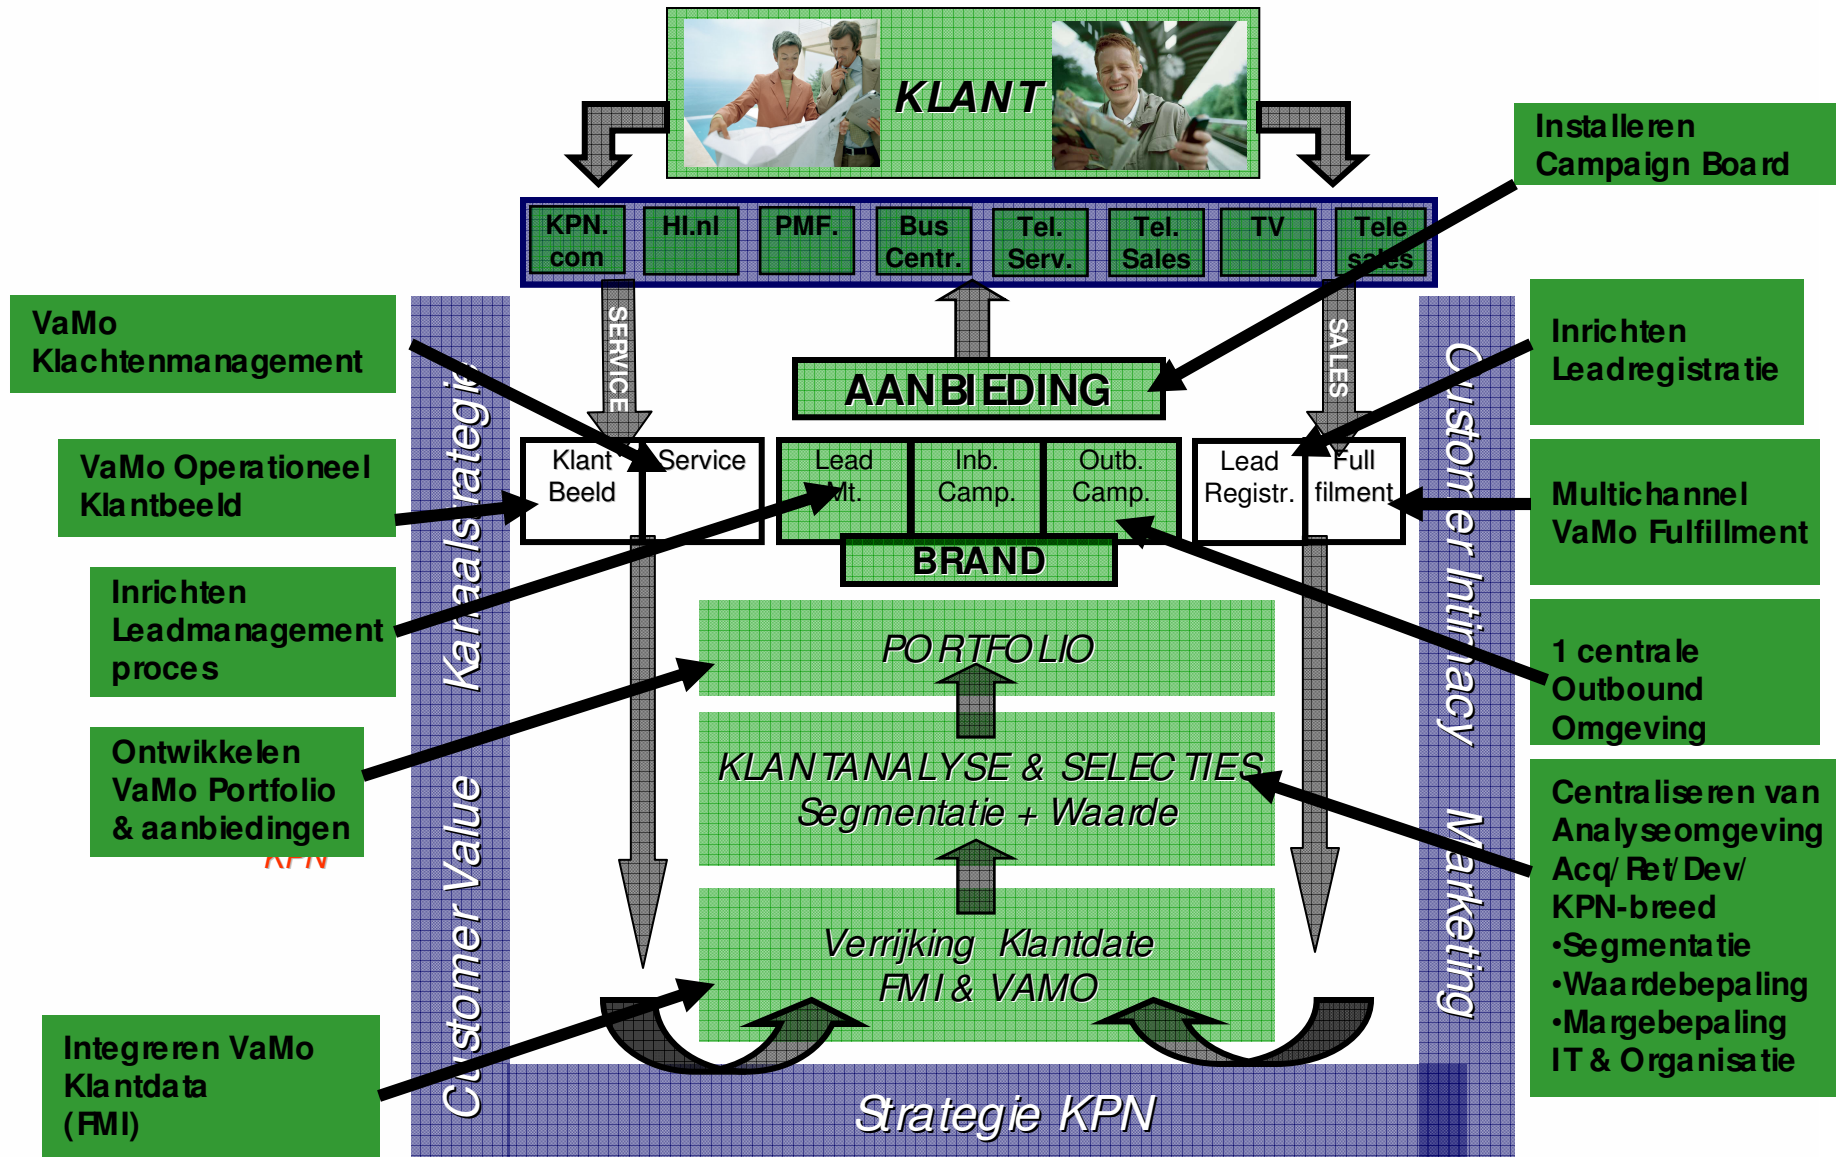 KLANT
Installeren
Campaign Board
KPN.
com
HI.nl
PMF.
Bus
Centr.
Tel.
Serv.
Tel.
Sales
TV
Tele
sales
SERVICE
SALES
VaMo
Klachtenmanagement
Inrichten
Leadregistratie
AANBIEDING
VaMo Operationeel
Klantbeeld
Klant
Beeld
Service
Lead
Mt.
Inb.
Camp.
Outb.
Camp.
Lead
Registr.
Full
filment
Multichannel
VaMo Fulfillment
BRAND
Inrichten
Leadmanagement
proces
PORTFOLIO
1 centrale
Outbound
Omgeving
Ontwikkelen
VaMo Portfolio
& aanbiedingen
KPN
KLANTANALYSE & SELECTIES
Segmentatie + Waarde
Centraliseren van
Analyseomgeving
Acq/Ret/Dev/
KPN-breed
•Segmentatie
•Waardebepaling
•Margebepaling
IT & Organisatie
Verrijking Klantdate
FMI & VAMO
Integreren VaMo
Klantdata
(FMI)
Customer Value Kanaalstrategie
Customer Intimacy Marketing
Strategie KPN